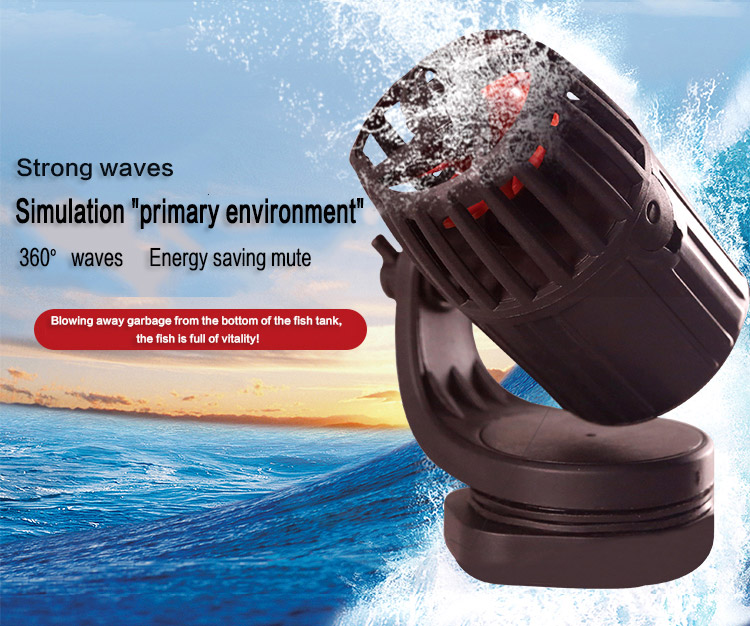 Strong waves
Simulation "primary environment"
360° waves Energy saving mute
Blowing away garbage from the bottom of the fish tank,
the fish is full of vitality!